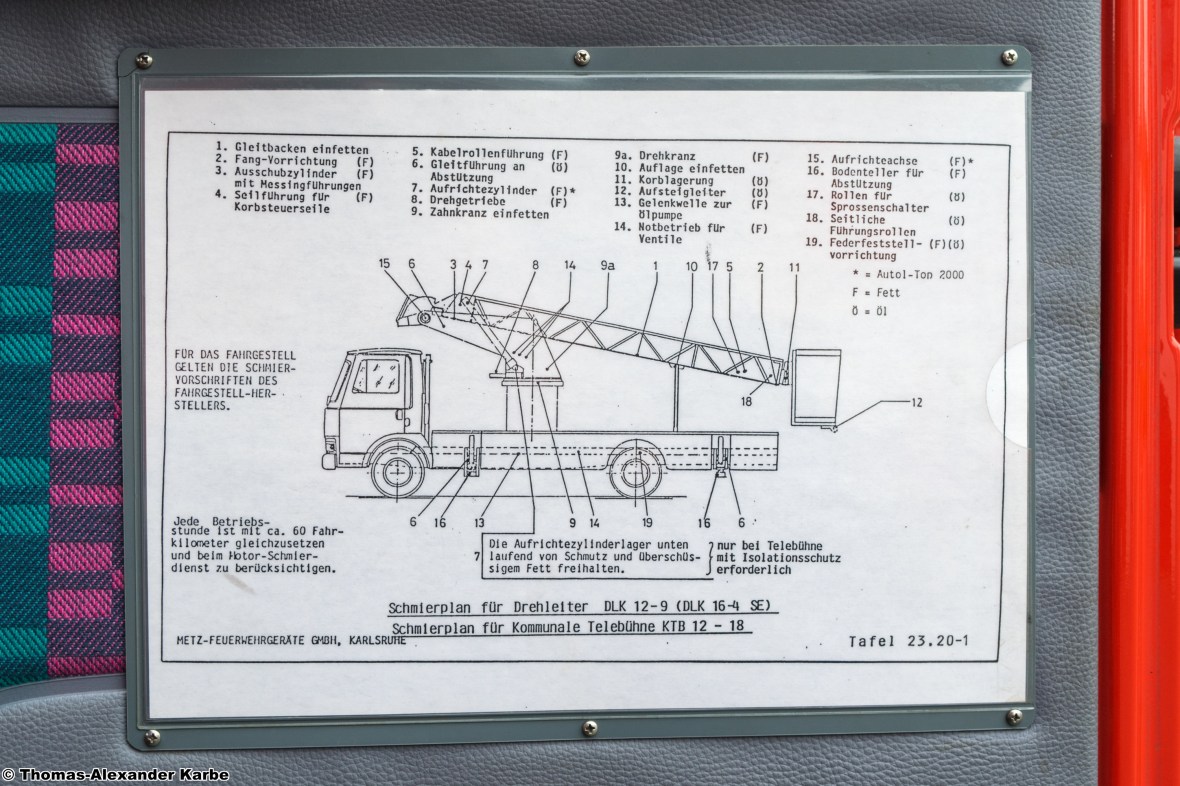 1. Gleitbacken einfetten
2. Fang-Vorrichtung (F)
3. Ausschubzylinder (F)
mit Messingführungen
4. Seilführung für (F)
Korbsteuerseile
5. Kabelrollenführung (F)
6. Gleitführung an (ö)
Abstützung
7. Aufrichtezylinder (F)*
8. Drehgetriebe (F)
9. Zahnkranz einfetten
9a. Drehkranz (F)
10. Auflage einfetten
11. Korblagerung (ö)
12. Aufsteigleiter (ö)
13. Gelenkwelle zur (F)
Ölpumpe
14. Notbetrieb für (F)
Ventile
15. Aufrichteachse (F)*
16. Bodenteller für (F)
Abstützung
17. Rollen für (ö)
Sprossenschalter
18. Seitliche (ö)
Führungsrollen
19. Federfeststell- (F)(ö)
vorrichtung
* = Autol-Ton 2000
F = Fett
Ö = Öl
15 6 3 4 7 8 14 9a 1 10 17 5 2 11
FÜR DAS FAHRGESTELL
GELTEN DIE SCHMIER-
VORSCHRIFTEN DES
FAHRGESTELL-HER-
STELLERS.
18
12
6 16 13 9 14 19 16 6
Jede Betriebs-
stunde ist mit ca. 60 Fahr-
kilometer gleichzusetzen
und beim Motor-Schmier-
dienst zu berücksichtigen.
7
Die Aufrichtezylinderlager unten
laufend von Schmutz und überschüs-
sigem Fett freihalten.
nur bei Telebühne
mit Isolationsschutz
erforderlich
Schmierplan für Drehleiter DLK 12-9 (DLK 16-4 SE)
Schmierplan für Kommunale Telebühne KTB 12 - 18
METZ-FEUERWEHRGERÄTE GMBH, KARLSRUHE
Tafel 23.20-1
© Thomas-Alexander Karbe